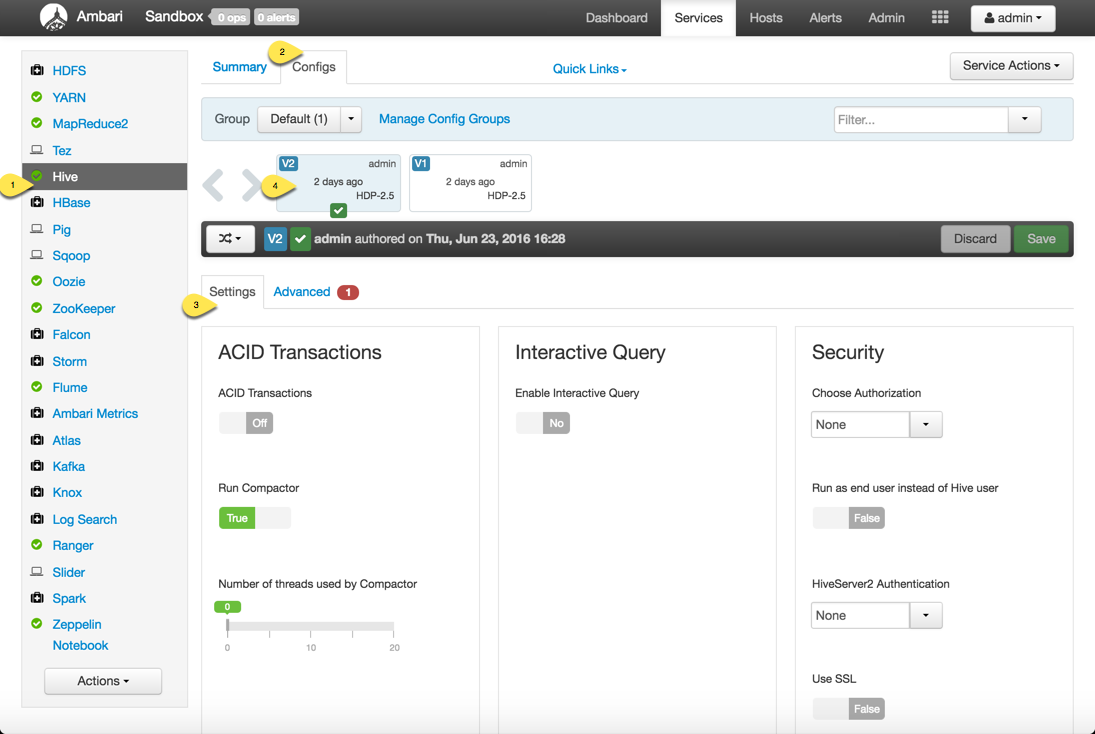 Ambari Sandbox 0 ops 0 alerts Dashboard Services Hosts Alerts Admin admin
HDFS
YARN
MapReduce2
Tez
1 Hive
HBase
Pig
Sqoop
Oozie
ZooKeeper
Falcon
Storm
Flume
Ambari Metrics
Atlas
Kafka
Knox
Log Search
Ranger
Slider
Spark
Zeppelin
Notebook
Actions
Summary 2 Configs Quick Links Service Actions
Group Default (1) Manage Config Groups Filter...
4
V2 admin
2 days ago
HDP-2.5
V1 admin
2 days ago
HDP-2.5
V2 admin authored on Thu, Jun 23, 2016 16:28 Discard Save
3 Settings Advanced 1
ACID Transactions
ACID Transactions
Off
Run Compactor
True
Number of threads used by Compactor
0
0 10 20
Interactive Query
Enable Interactive Query
No
Security
Choose Authorization
None
Run as end user instead of Hive user
False
HiveServer2 Authentication
None
Use SSL
False